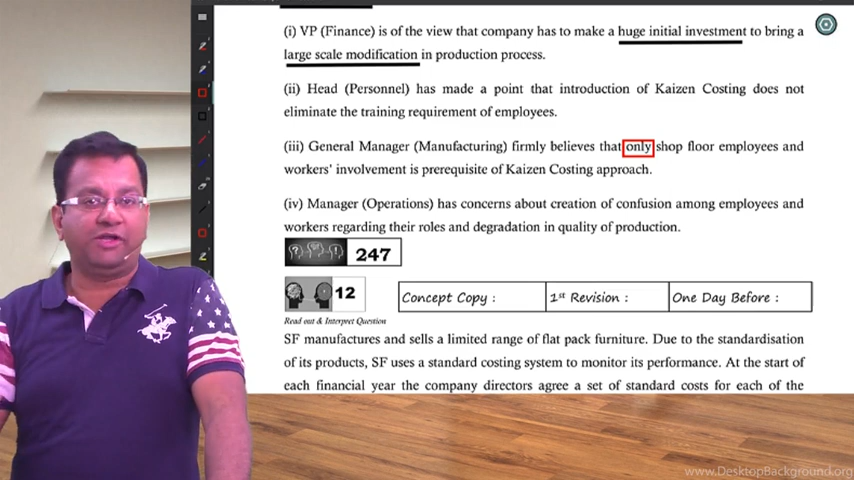 (i) VP (Finance) is of the view that company has to make a huge initial investment to bring a
large scale modification in production process.
(ii) Head (Personnel) has made a point that introduction of Kaizen Costing does not
eliminate the training requirement of employees.
(iii) General Manager (Manufacturing) firmly believes that only shop floor employees and
workers' involvement is prerequisite of Kaizen Costing approach.
(iv) Manager (Operations) has concerns about creation of confusion among employees and
workers regarding their roles and degradation in quality of production.
247
12
Concept Copy :
1st Revision :
One Day Before :
Read out & Interpret Question
SF manufactures and sells a limited range of flat pack furniture. Due to the standardisation
of its products, SF uses a standard costing system to monitor its performance. At the start of
each financial year the company directors agree a set of standard costs for each of the
www.DesktopBackground.org